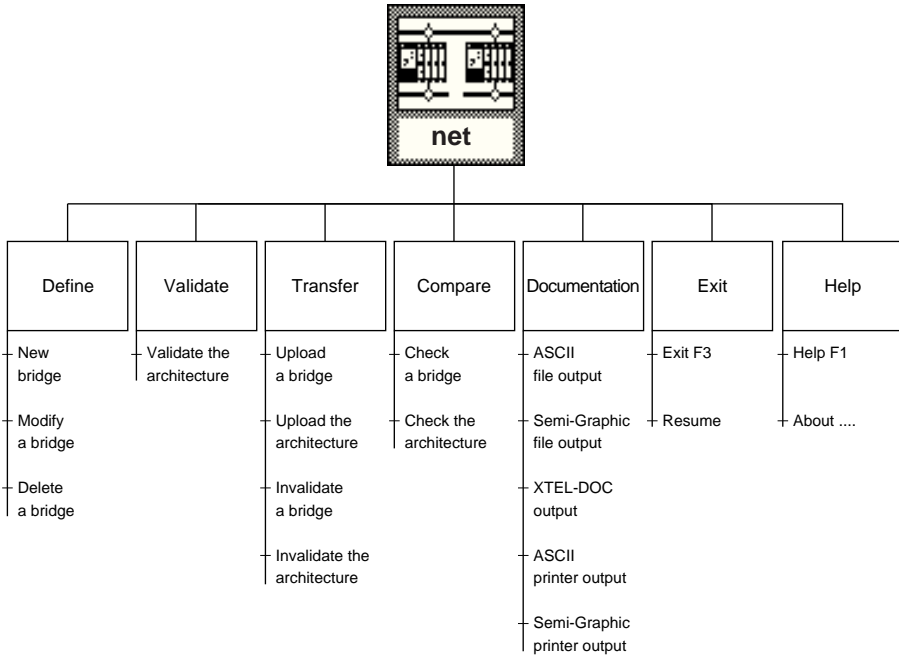 net
Define
Validate
Transfer
Compare
Documentation
Exit
Help
New
bridge
Modify
a bridge
Delete
a bridge
Validate the
architecture
Upload
a bridge
Upload the
architecture
Invalidate
a bridge
Invalidate the
architecture
Check
a bridge
Check the
architecture
ASCII
file output
Semi-Graphic
file output
XTEL-DOC
output
ASCII
printer output
Semi-Graphic
printer output
Exit F3
Resume
Help F1
About ....